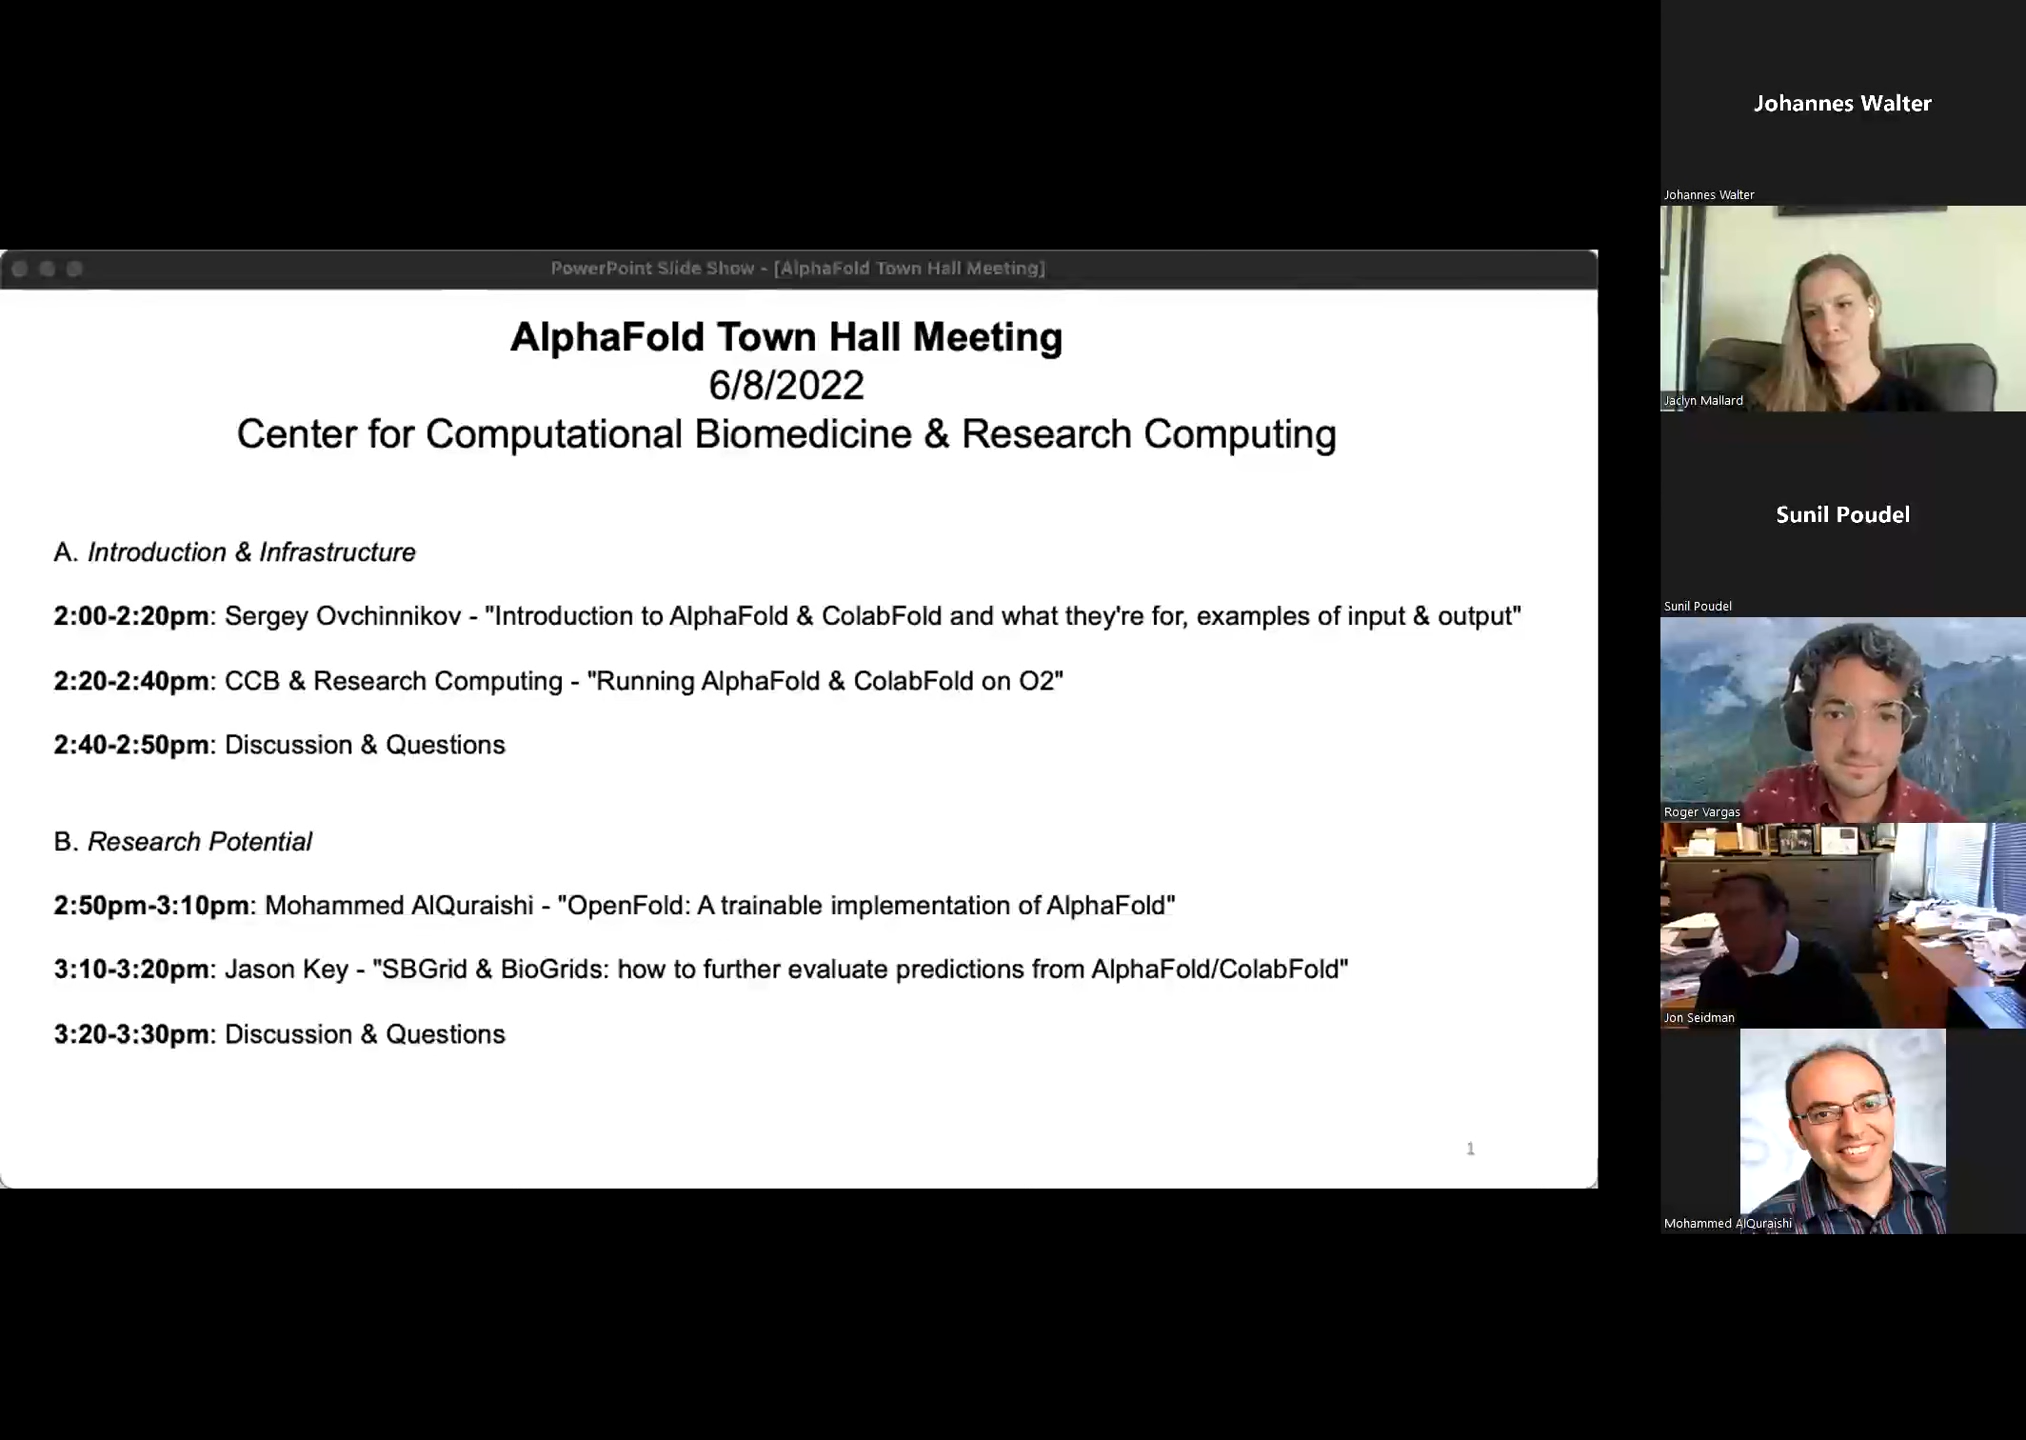 PowerPoint Slide Show - [AlphaFold Town Hall Meeting]
AlphaFold Town Hall Meeting
6/8/2022
Center for Computational Biomedicine & Research Computing
A. Introduction & Infrastructure
2:00-2:20pm: Sergey Ovchinnikov - "Introduction to AlphaFold & ColabFold and what they're for, examples of input & output"
2:20-2:40pm: CCB & Research Computing - "Running AlphaFold & ColabFold on O2"
2:40-2:50pm: Discussion & Questions
B. Research Potential
2:50pm-3:10pm: Mohammed AlQuraishi - "OpenFold: A trainable implementation of AlphaFold"
3:10-3:20pm: Jason Key - "SBGrid & BioGrids: how to further evaluate predictions from AlphaFold/ColabFold"
3:20-3:30pm: Discussion & Questions
1
Johannes Walter
Johannes Walter
Jaclyn Mallard
Sunil Poudel
Sunil Poudel
Roger Vargas
Jon Seidman
Mohammed AlQuraishi